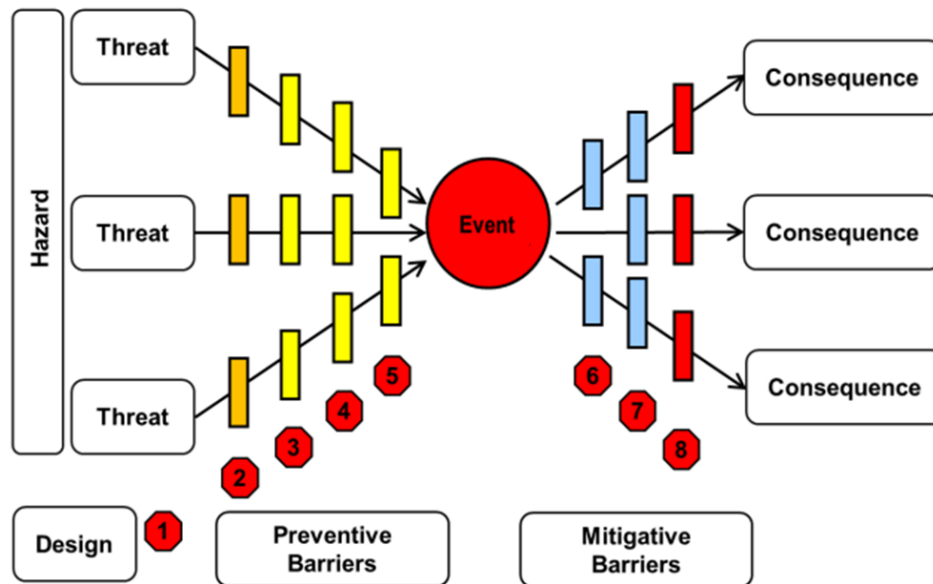 Hazard
Threat
Threat
Threat
Event
Consequence
Consequence
Consequence
1
2
3
4
5
6
7
8
Design
Preventive
Barriers
Mitigative
Barriers